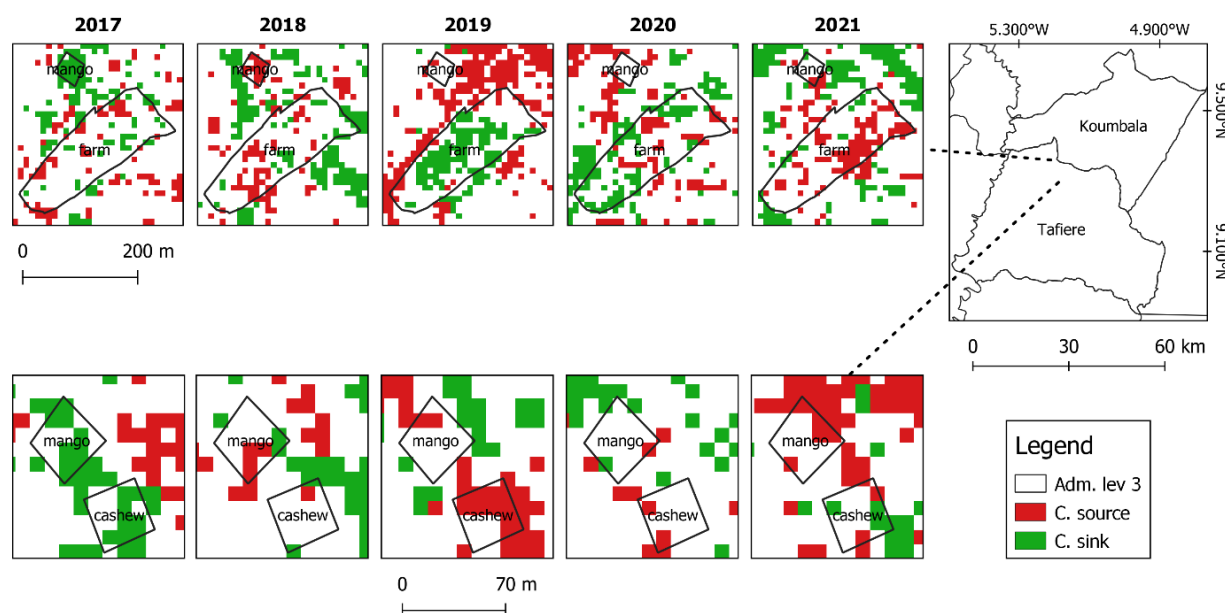 2017
2018
2019
2020
2021
5.3000°W
4.9000°W
mango
mango
mango
mango
mango
farm
farm
farm
farm
farm
Koumbala
Tafiere
9.500°N
9.100°N
0
200 m
0
30
60 km
mango
mango
mango
mango
mango
cashew
cashew
cashew
cashew
cashew
0
70 m
Legend
Adm. lev 3
C. source
C. sink